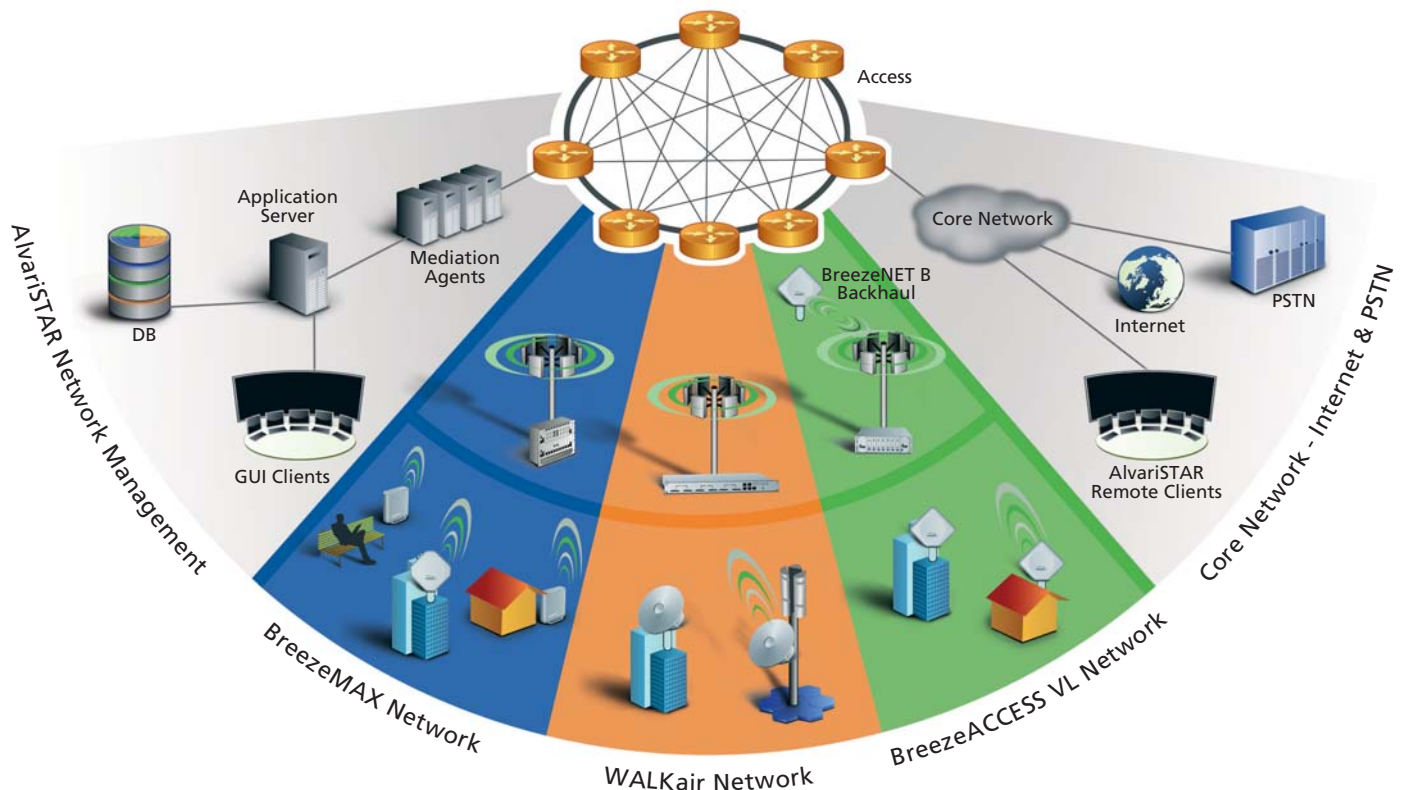 Access
Application
Server
Mediation
Agents
DB
GUI Clients
Core Network
BreezeNET B
Backhaul
Internet
PSTN
AlvariSTAR
Remote Clients
AlvariSTAR Network Management
BreezeMAX Network
WALKair Network
BreezeACCESS VL Network
Core Network - Internet & PSTN